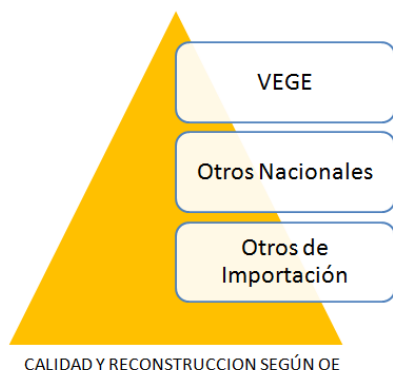 VEGE
Otros Nacionales
Otros de
Importación
CALIDAD Y RECONSTRUCCION SEGÚN OE